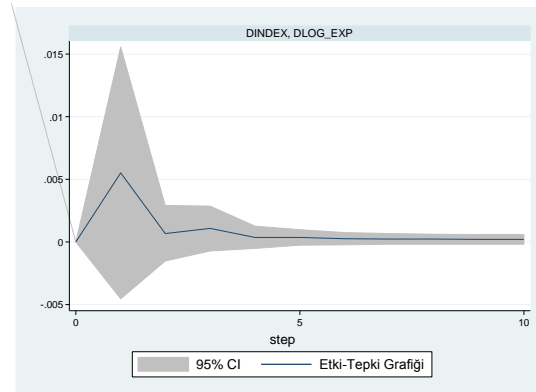 DINDEX, DLOG_EXP
.015
.01
.005
0
-.005
0 5 10
step
95% CI Etki-Tepki Grafiği